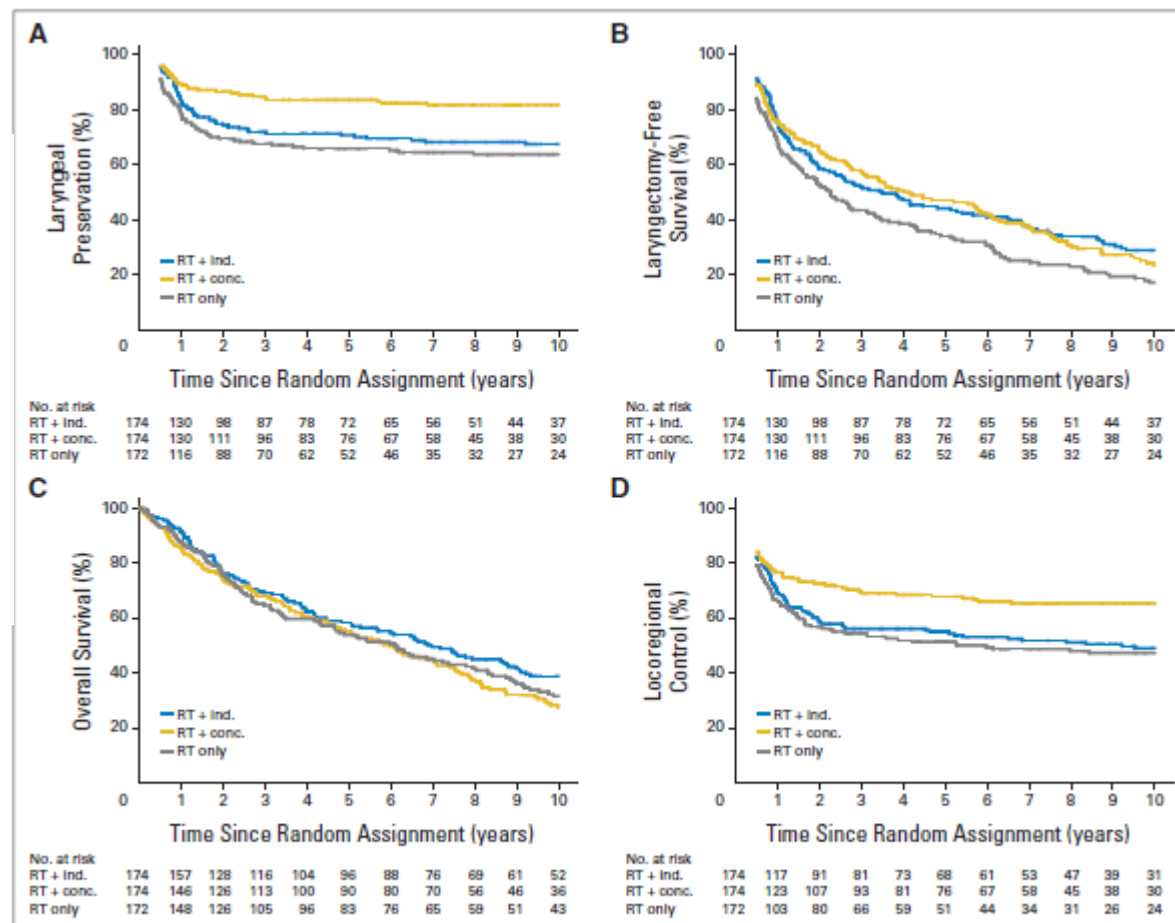 A
Laryngeal
Preservation (%)
100
80
60
40
20
0
RT + ind.
RT + conc.
RT only
1 2 3 4 5 6 7 8 9 10
Time Since Random Assignment (years)
No. at risk
RT + ind. 174 130 98 87 78 72 65 56 51 44 37
RT + conc. 174 130 111 96 83 76 67 58 45 38 30
RT only 172 116 88 70 62 52 46 35 32 27 24
B
Laryngectomy-Free
Survival (%)
100
80
60
40
20
0
RT + ind.
RT + conc.
RT only
1 2 3 4 5 6 7 8 9 10
Time Since Random Assignment (years)
No. at risk
RT + ind. 174 130 98 87 78 72 65 56 51 44 37
RT + conc. 174 130 111 96 83 76 67 58 45 38 30
RT only 172 116 88 70 62 52 46 35 32 27 24
C
Overall Survival (%)
100
80
60
40
20
0
RT + ind.
RT + conc.
RT only
1 2 3 4 5 6 7 8 9 10
Time Since Random Assignment (years)
No. at risk
RT + ind. 174 157 128 116 104 96 88 76 69 61 52
RT + conc. 174 146 126 113 100 90 80 70 56 46 36
RT only 172 148 126 105 96 83 76 65 59 51 43
D
Locoregional
Control (%)
100
80
60
40
20
0
RT + ind.
RT + conc.
RT only
1 2 3 4 5 6 7 8 9 10
Time Since Random Assignment (years)
No. at risk
RT + ind. 174 117 91 81 73 68 61 53 47 39 31
RT + conc. 174 123 107 93 81 76 67 58 45 38 30
RT only 172 103 80 66 59 51 44 34 31 26 24